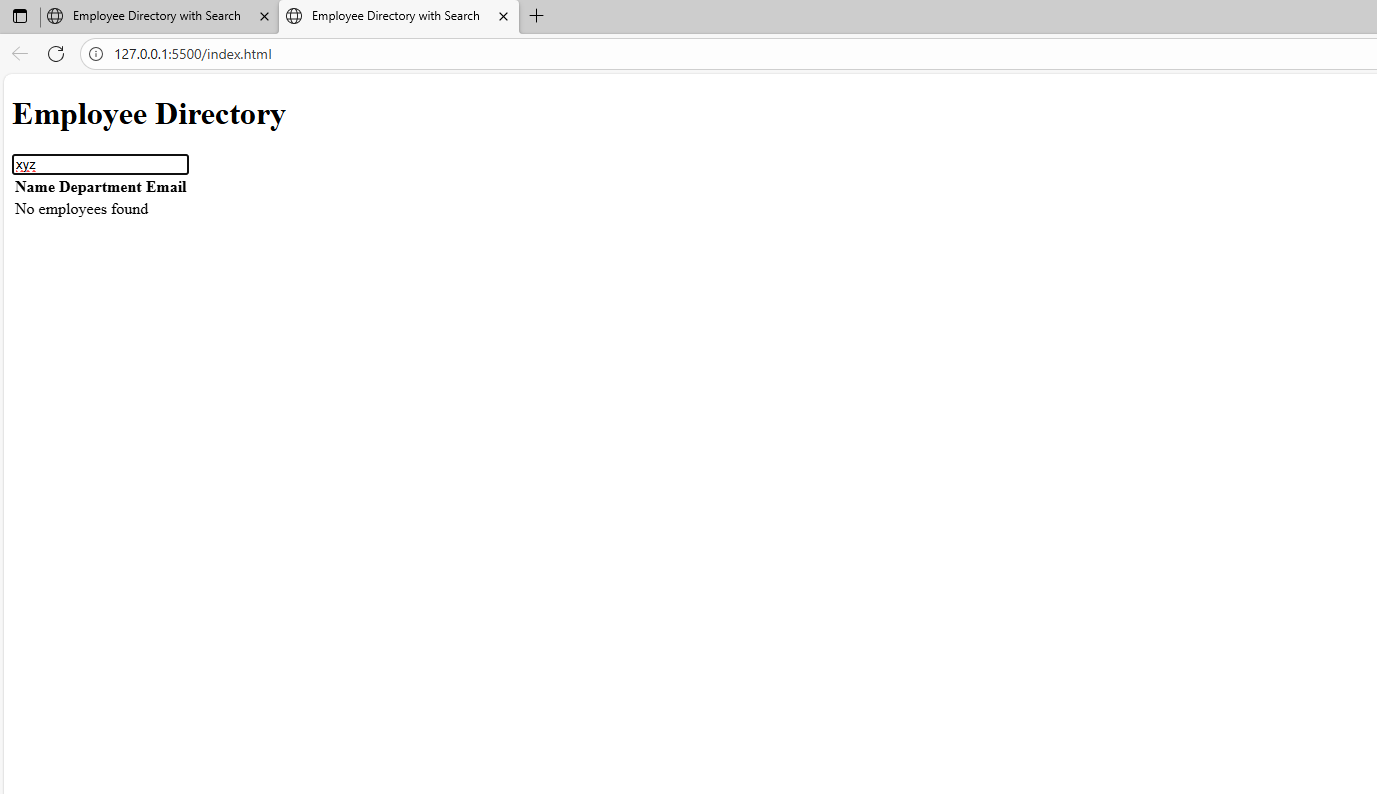 Employee Directory with Search
Employee Directory with Search
127.0.0.1:5500/index.html
Employee Directory
xyz
Name Department Email
No employees found